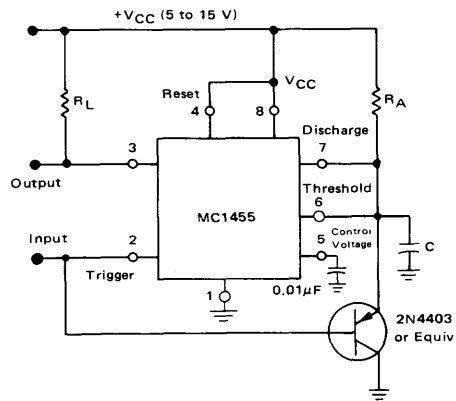 +VCC (5 to 15 V)
VCC
Reset
4
8
RL
RA
Discharge
3
7
Output
Threshold
6
MC1455
Control
Voltage
5
C
Input
2
Trigger
1
0.01μF
2N4403
or Equiv